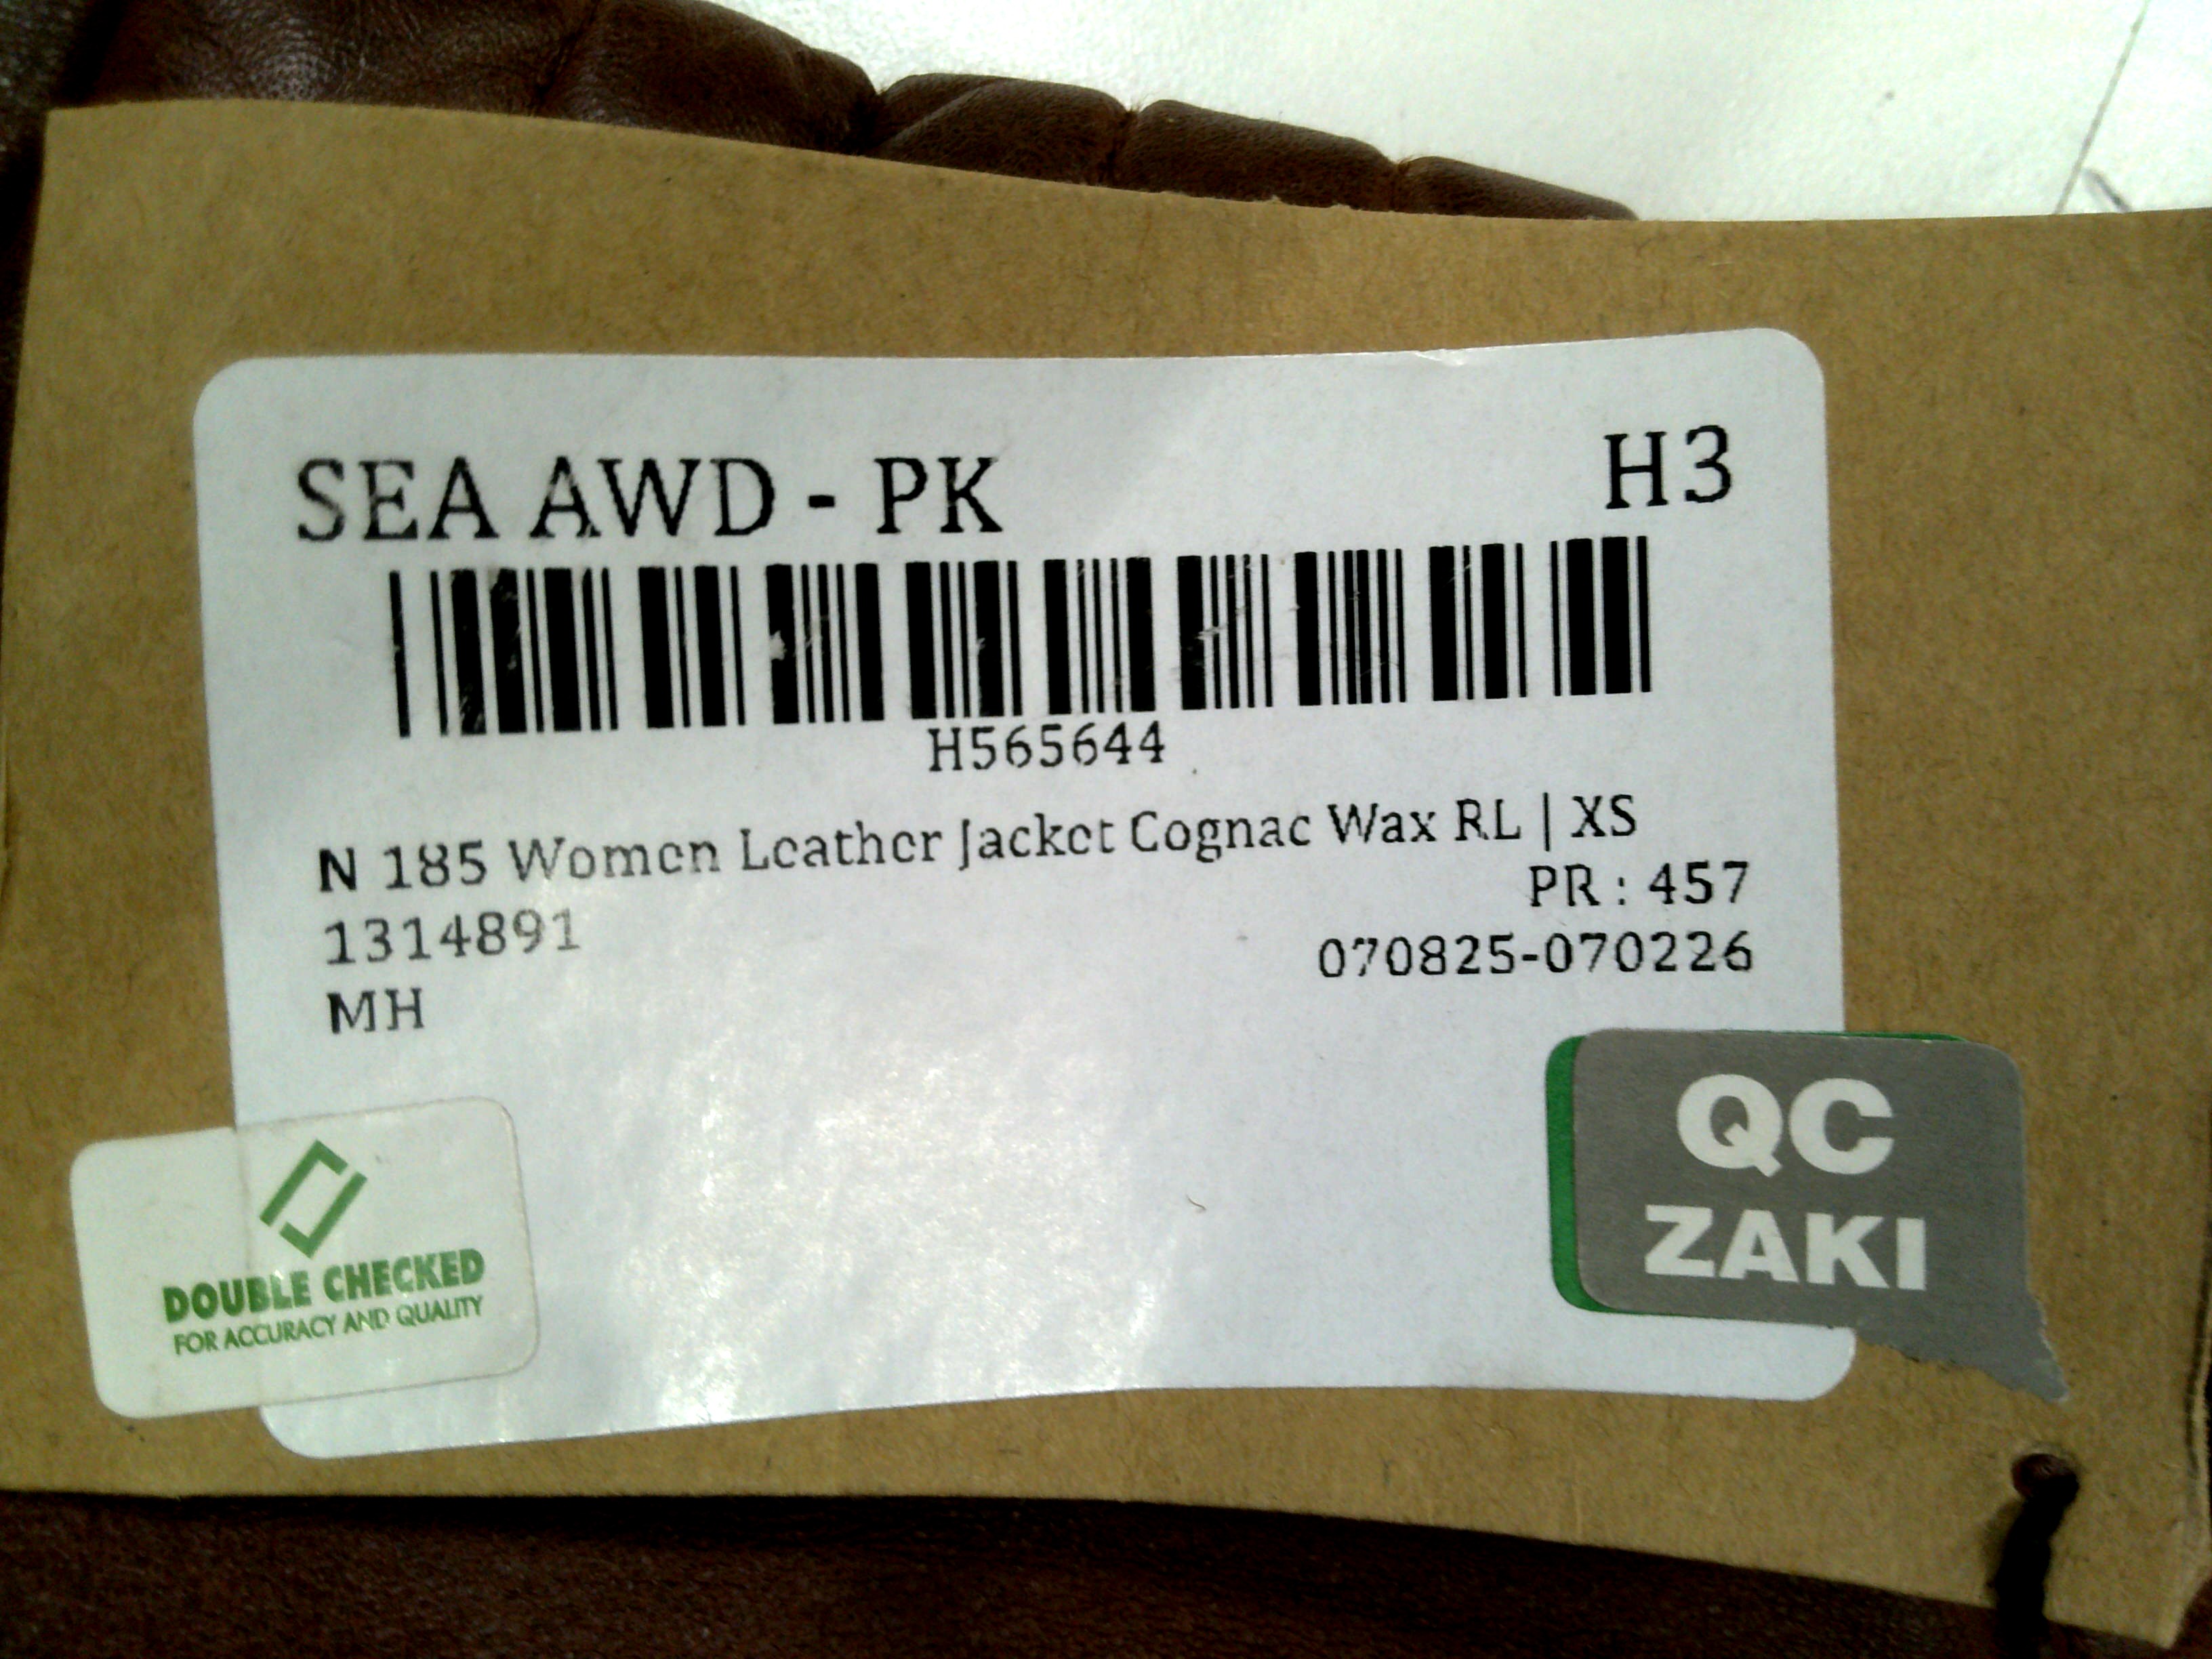 SEA AWD - PK H3
H565644
N 185 Women Leather Jacket Cognac Wax RL | XS
PR : 457
1314891
070825-070226
MH
QC
ZAKI
DOUBLE CHECKED
FOR ACCURACY AND QUALITY